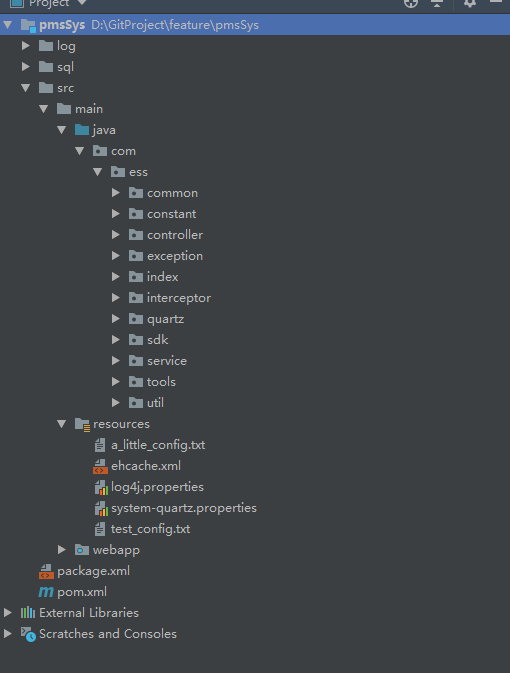 Project
pmsSys D:\GitProject\feature\pmsSys
log
sql
src
main
java
com
ess
common
constant
controller
exception
index
interceptor
quartz
sdk
service
tools
util
resources
a_little_config.txt
ehcache.xml
log4j.properties
system-quartz.properties
test_config.txt
webapp
package.xml
pom.xml
External Libraries
Scratches and Consoles